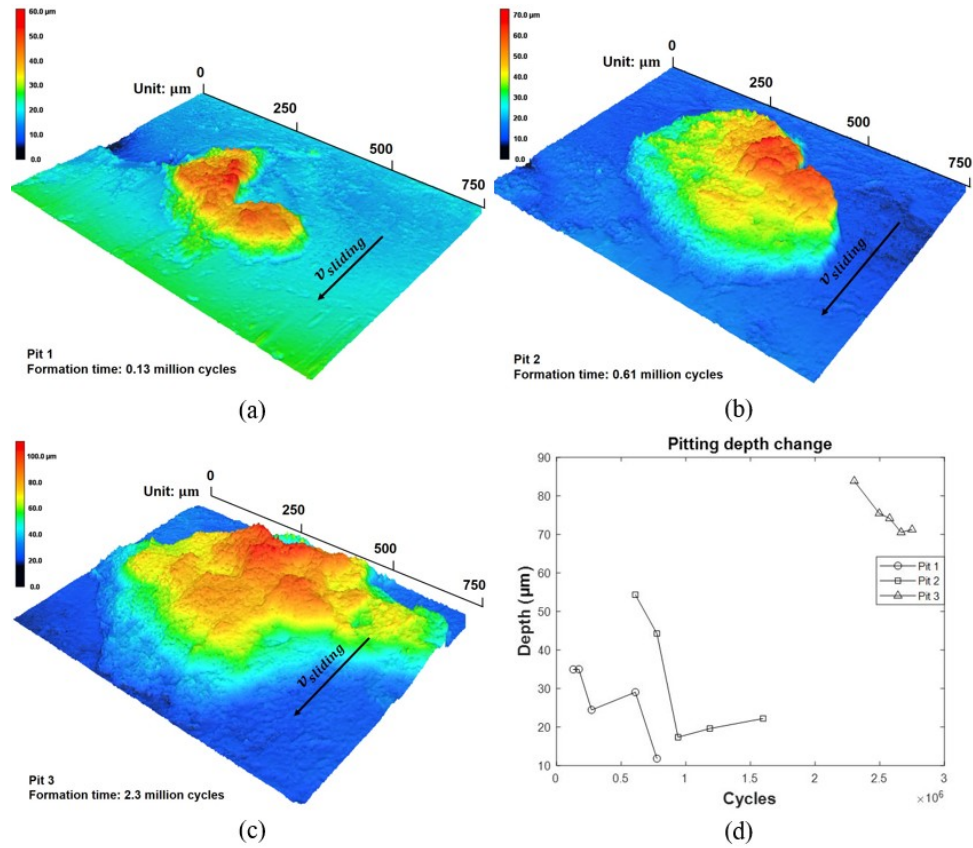 60.0 μm
50.0
40.0
30.0
20.0
10.0
0.0
Unit: μm
0
250
500
750
v sliding
Pit 1
Formation time: 0.13 million cycles
(a)
70.0 μm
60.0
50.0
40.0
30.0
20.0
10.0
0.0
Unit: μm
0
250
500
750
v sliding
Pit 2
Formation time: 0.61 million cycles
(b)
100.0 μm
80.0
60.0
40.0
20.0
0.0
Unit: μm
0
250
500
750
v sliding
Pit 3
Formation time: 2.3 million cycles
(c)
Pitting depth change
90
80
70
60
50
40
30
20
10
Depth (μm)
Pit 1
Pit 2
Pit 3
0 0.5 1 1.5 2 2.5 3
Cycles
×10⁶
(d)